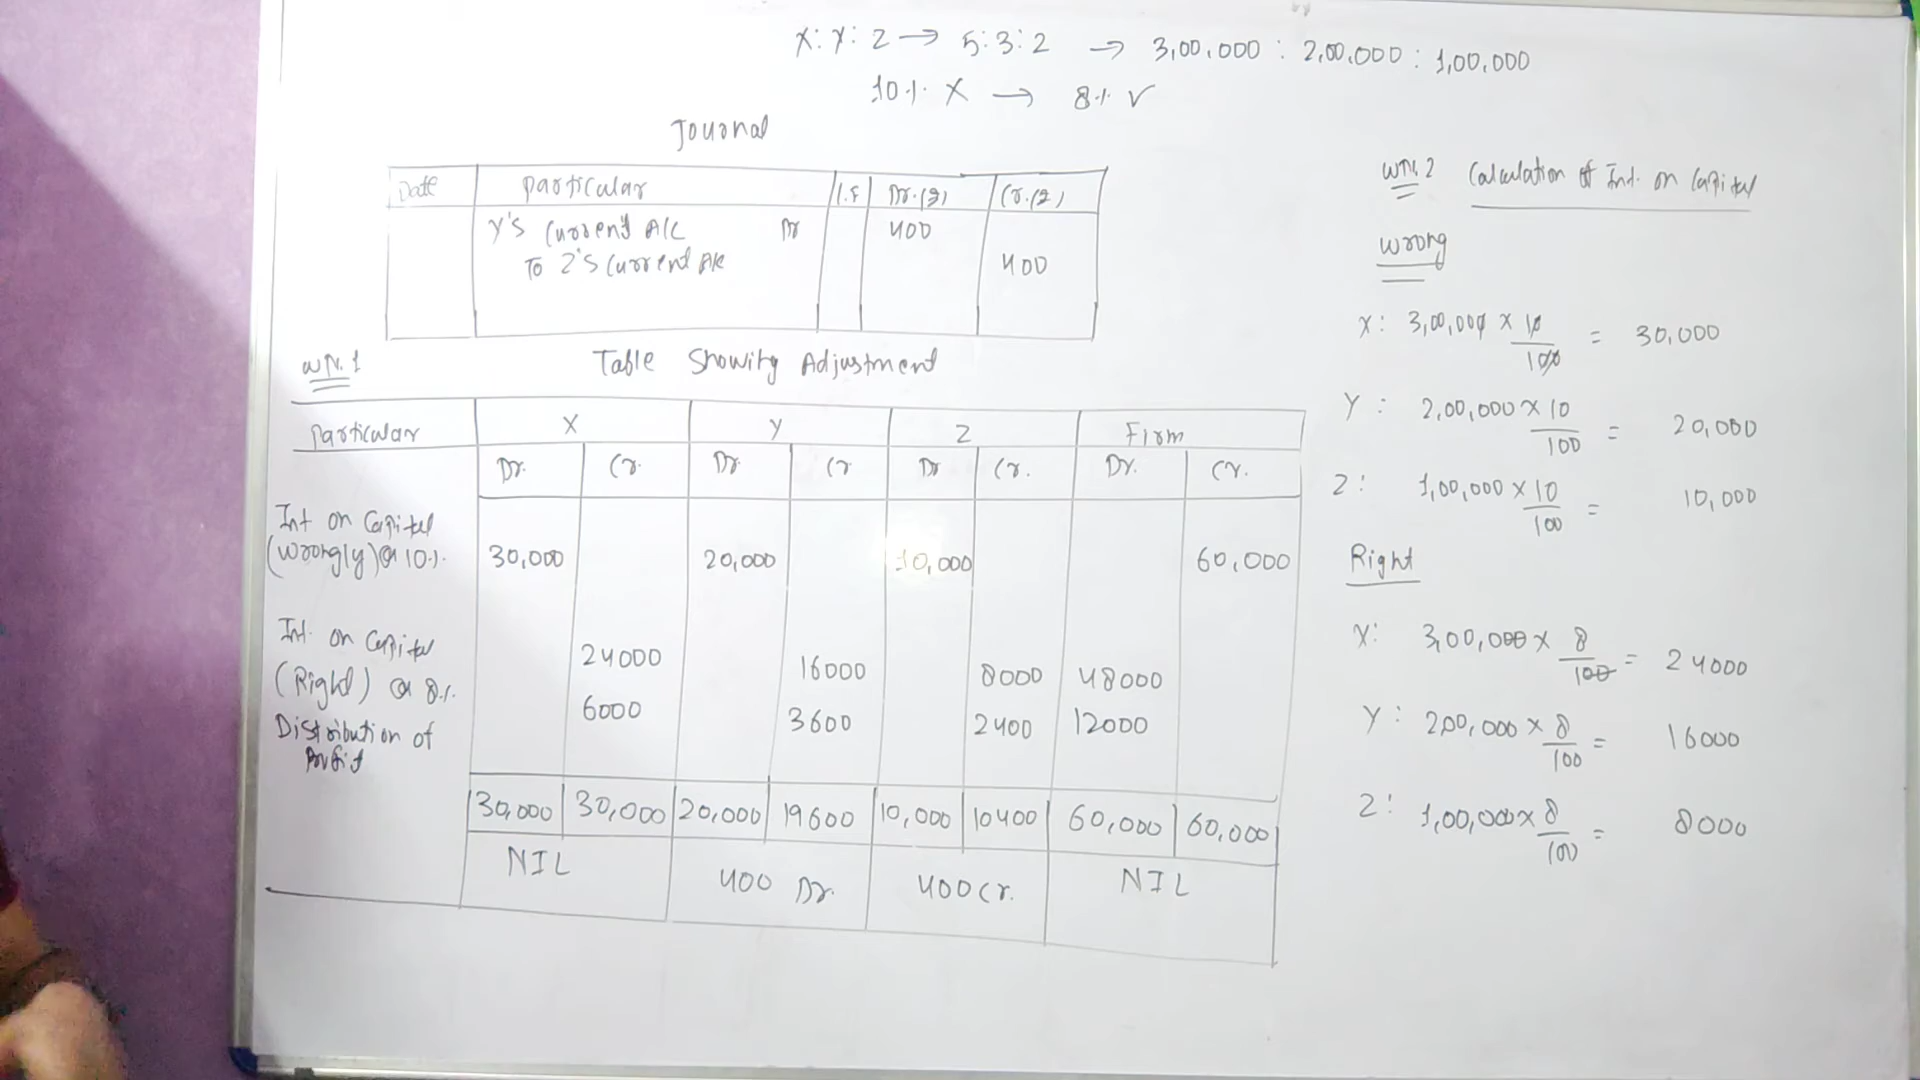 X : Y : Z → 5 : 3 : 2 → 3,00,000 : 2,00,000 : 1,00,000
10% X → 8% ✓
Journal
Date Particular L.F Dr.(₹) Cr.(₹)
Y's Current A/c Dr 400
To Z's Current A/c 400
WN.1 Table Showing Adjustment
Particular X Y Z Firm
Dr. Cr. Dr. Cr Dr Cr. Dr. Cr.
Int on Capital
(Wrongly) @ 10%. 30,000 20,000 10,000 60,000
Int. on Capital
(Right) @ 8%. 24000 16000 8000 48000
Distribution of
Profit 6000 3600 2400 12000
30,000 30,000 20,000 19600 10,000 10400 60,000 60,000
NIL 400 Dr. 400 Cr. NIL
WN.2 Calculation of Int. on Capital
Wrong
X : 3,00,000 × 10/100 = 30,000
Y : 2,00,000 × 10/100 = 20,000
Z : 1,00,000 × 10/100 = 10,000
Right
X: 3,00,000 × 8/100 = 24000
Y : 2,00,000 × 8/100 = 16000
Z : 1,00,000 × 8/100 = 8000